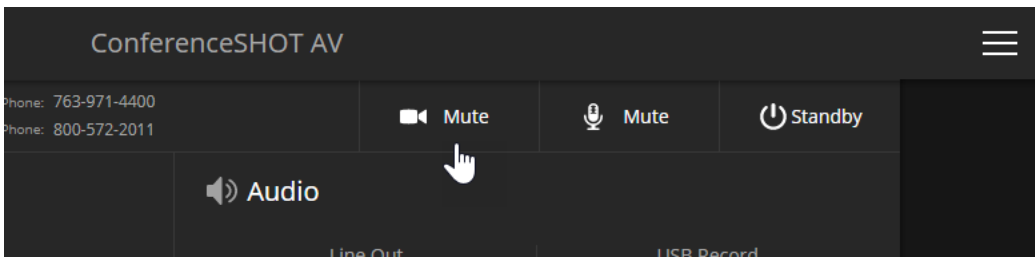 ConferenceSHOT AV
Phone: 763-971-4400
Phone: 800-572-2011
Mute
Mute
Standby
Audio
Line Out
USB Record